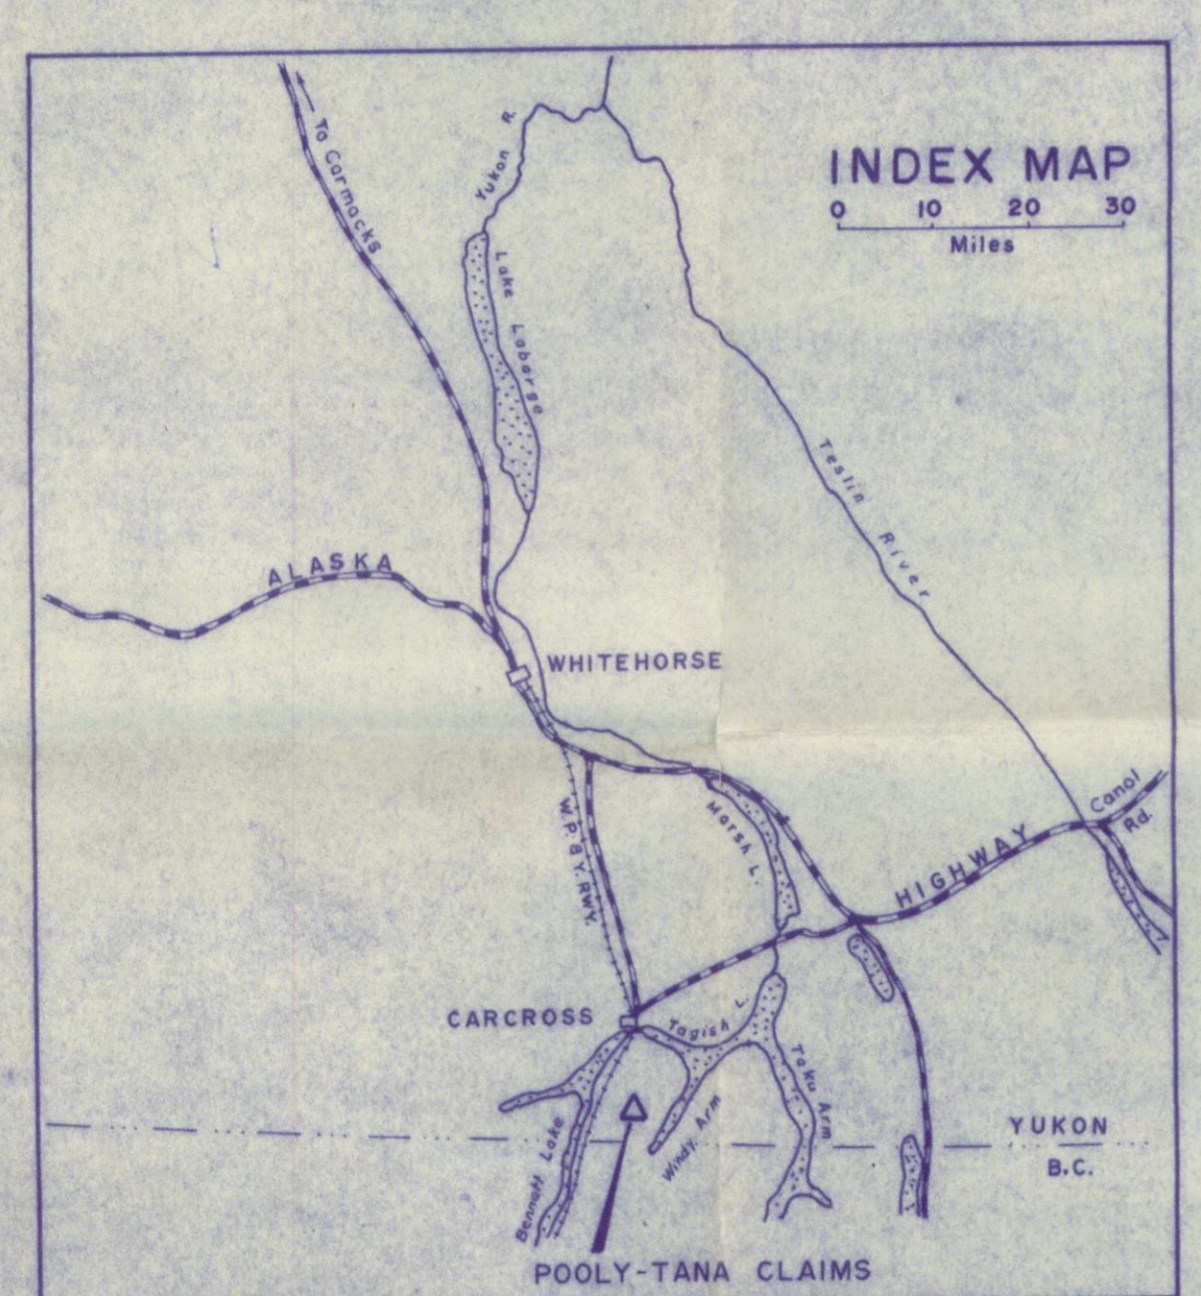 INDEX MAP
0 10 20 30
Miles
To Carmacks
Yukon R.
Lake Labarge
Teslin River
ALASKA
WHITEHORSE
Canol
Rd.
HIGHWAY
Marsh L.
W.P.&Y. RWY.
CARCROSS
Tagish L.
Taku Arm
Windy Arm
Bennett Lake
YUKON
B.C.
POOLY-TANA CLAIMS